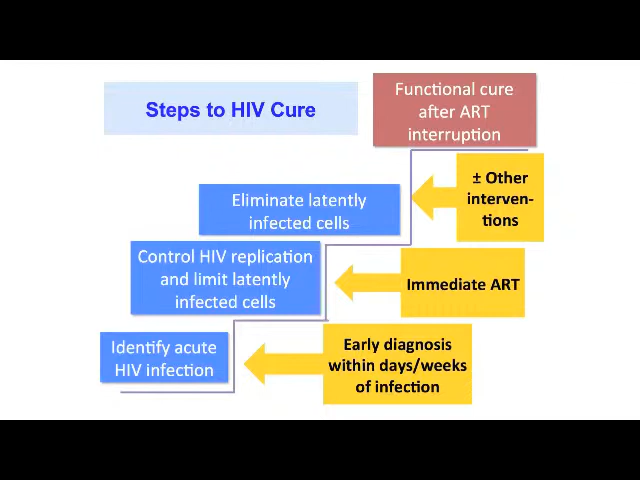 Steps to HIV Cure
Functional cure
after ART
interruption
Eliminate latently
infected cells
± Other
interven-
tions
Control HIV replication
and limit latently
infected cells
Immediate ART
Identify acute
HIV infection
Early diagnosis
within days/weeks
of infection